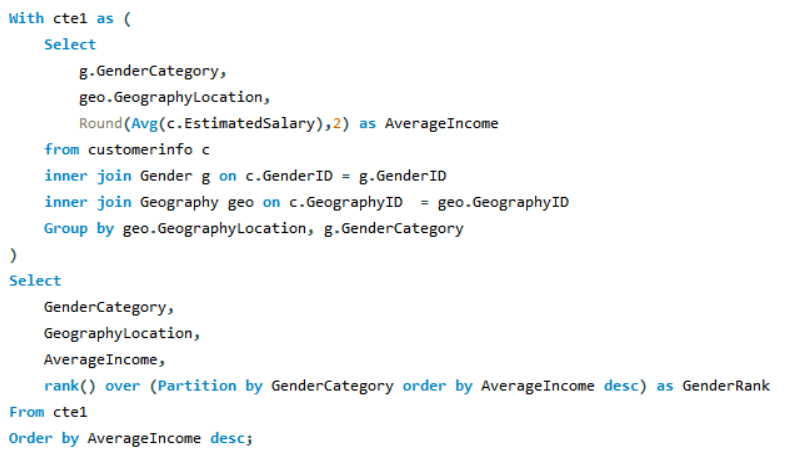 With cte1 as (
    Select
        g.GenderCategory,
        geo.GeographyLocation,
        Round(Avg(c.EstimatedSalary),2) as AverageIncome
    from customerinfo c
    inner join Gender g on c.GenderID = g.GenderID
    inner join Geography geo on c.GeographyID  = geo.GeographyID
    Group by geo.GeographyLocation, g.GenderCategory
)
Select
    GenderCategory,
    GeographyLocation,
    AverageIncome,
    rank() over (Partition by GenderCategory order by AverageIncome desc) as GenderRank
From cte1
Order by AverageIncome desc;